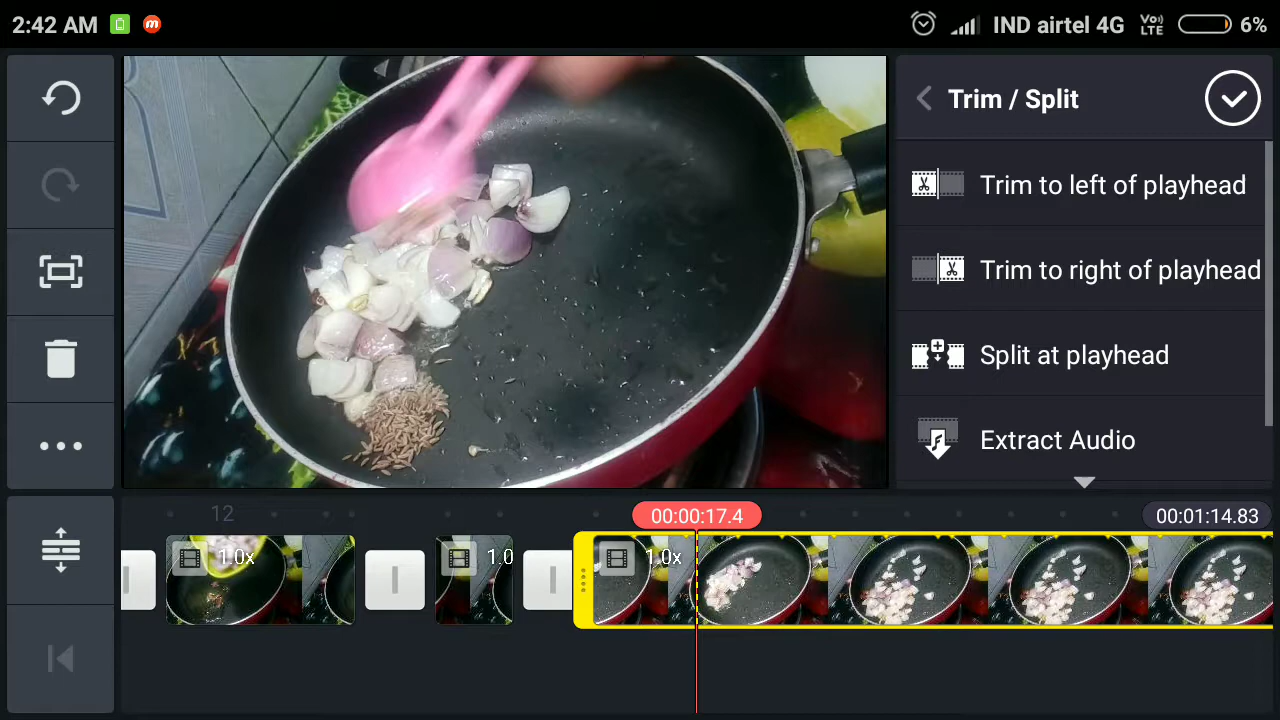 2:42 AM
IND airtel 4G
Vo))
LTE
6%
Trim / Split
Trim to left of playhead
Trim to right of playhead
Split at playhead
Extract Audio
12
00:00:17.4
00:01:14.83
1.0x
1.0
1.0x